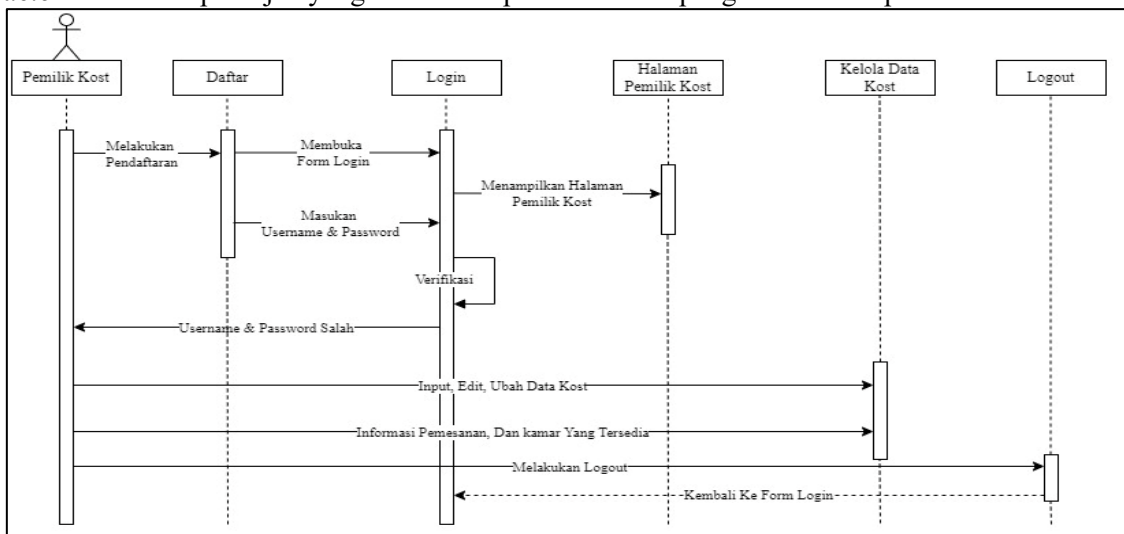 Pemilik Kost
Daftar
Login
Halaman
Pemilik Kost
Kelola Data
Kost
Logout
Melakukan
Pendaftaran
Membuka
Form Login
Menampilkan Halaman
Pemilik Kost
Masukan
Username & Password
Verifikasi
Username & Password Salah
Input, Edit, Ubah Data Kost
Informasi Pemesanan, Dan kamar Yang Tersedia
Melakukan Logout
Kembali Ke Form Login